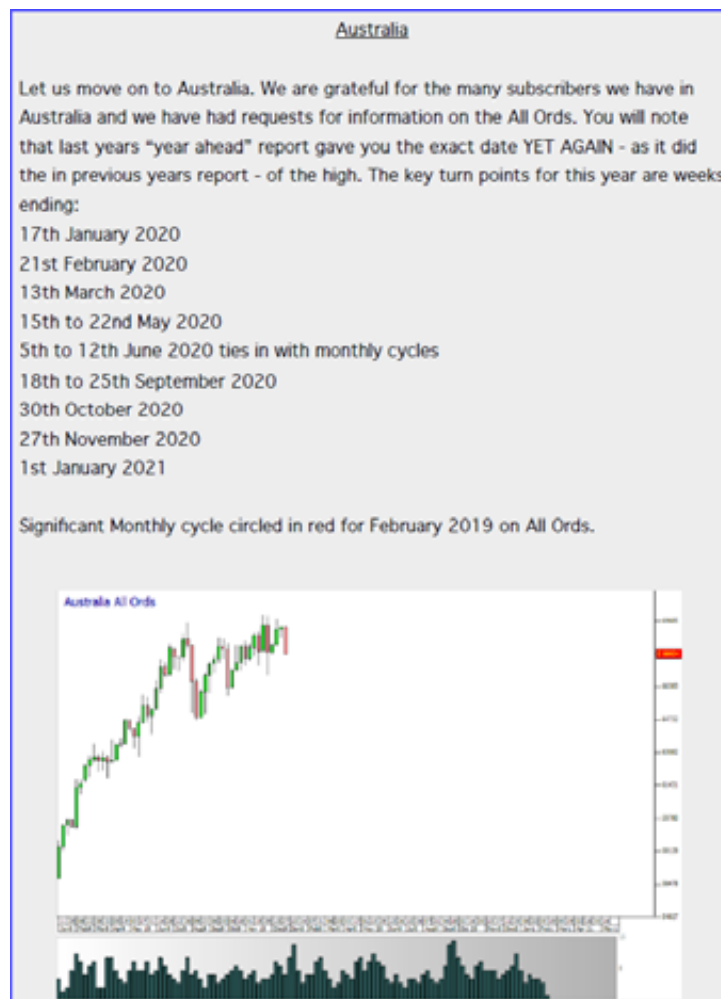 Australia
Let us move on to Australia. We are grateful for the many subscribers we have in
Australia and we have had requests for information on the All Ords. You will note
that last years “year ahead” report gave you the exact date YET AGAIN - as it did
the in previous years report - of the high. The key turn points for this year are weeks
ending:
17th January 2020
21st February 2020
13th March 2020
15th to 22nd May 2020
5th to 12th June 2020 ties in with monthly cycles
18th to 25th September 2020
30th October 2020
27th November 2020
1st January 2021
Significant Monthly cycle circled in red for February 2019 on All Ords.
Australia All Ords